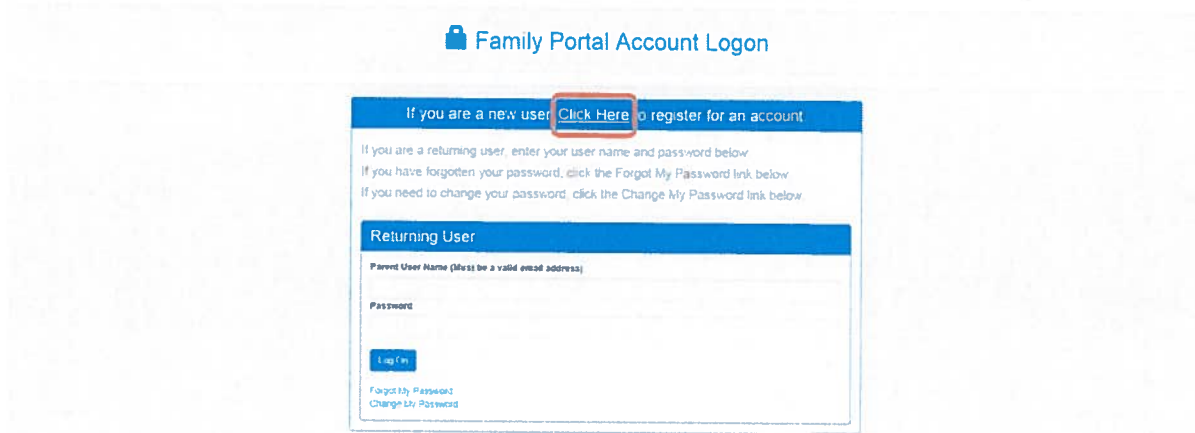 Family Portal Account Logon
If you are a new user Click Here to register for an account
If you are a returning user, enter your user name and password below
If you have forgotten your password, click the Forgot My Password link below
If you need to change your password, click the Change My Password link below
Returning User
Parent User Name (Must be a valid email address)
Password
Log On
Forgot My Password
Change My Password